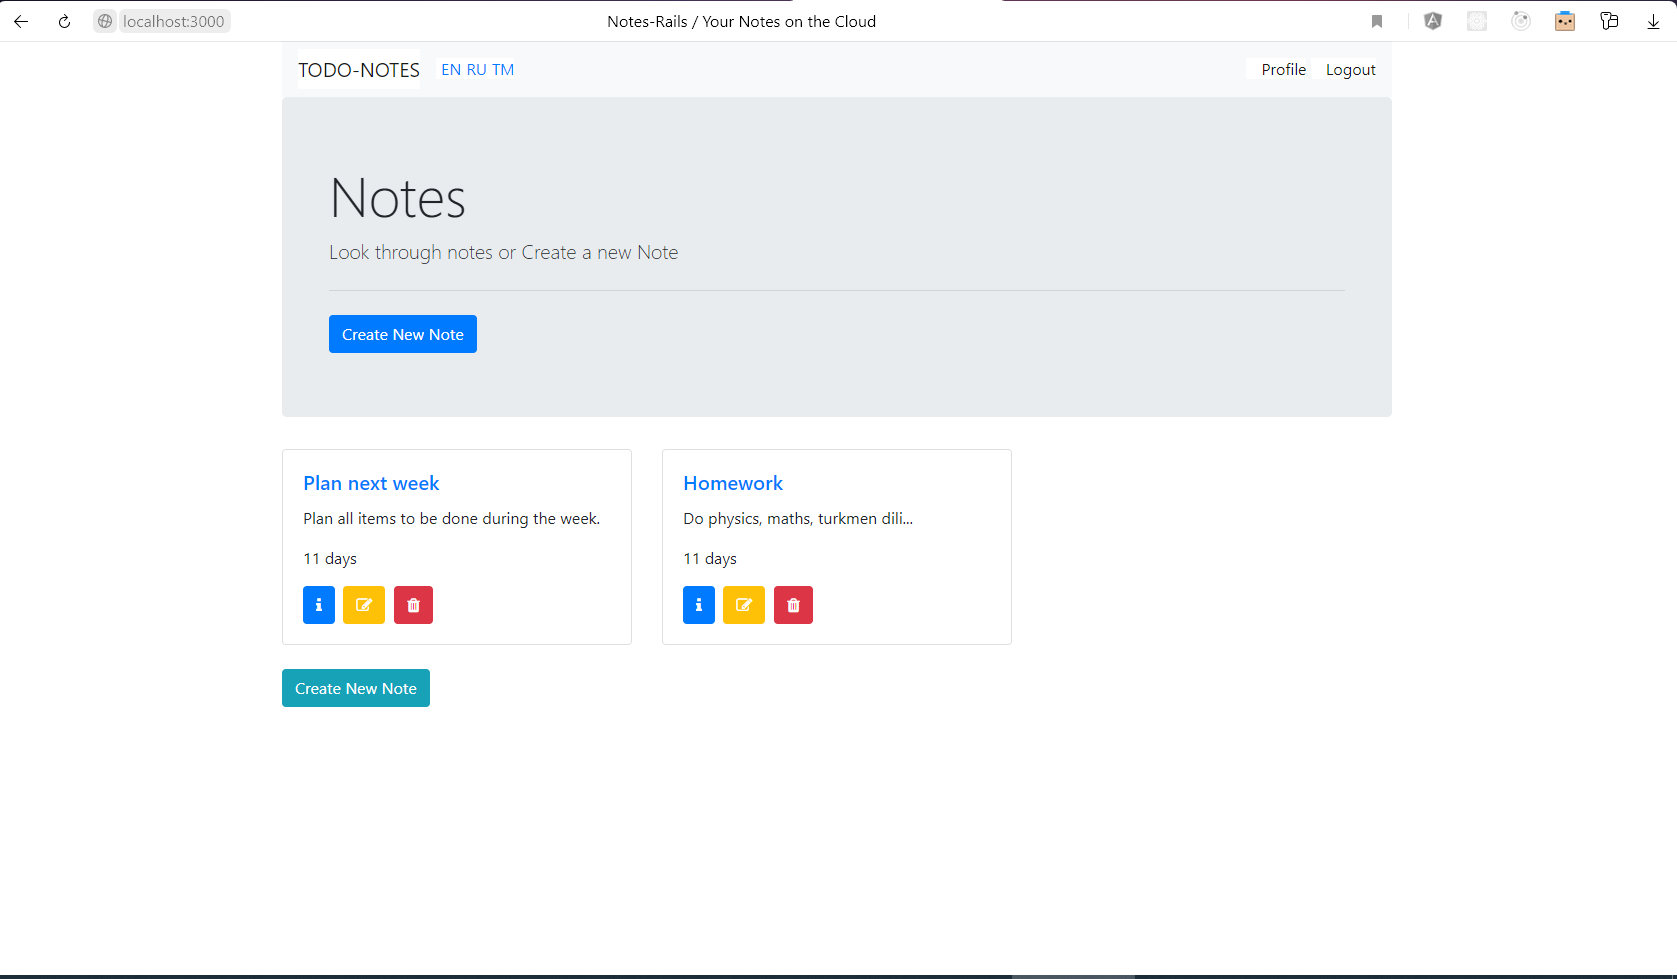 localhost:3000 Notes-Rails / Your Notes on the Cloud
TODO-NOTES EN RU TM Profile Logout
Notes
Look through notes or Create a new Note
Create New Note
Plan next week
Plan all items to be done during the week.
11 days
Homework
Do physics, maths, turkmen dili...
11 days
Create New Note